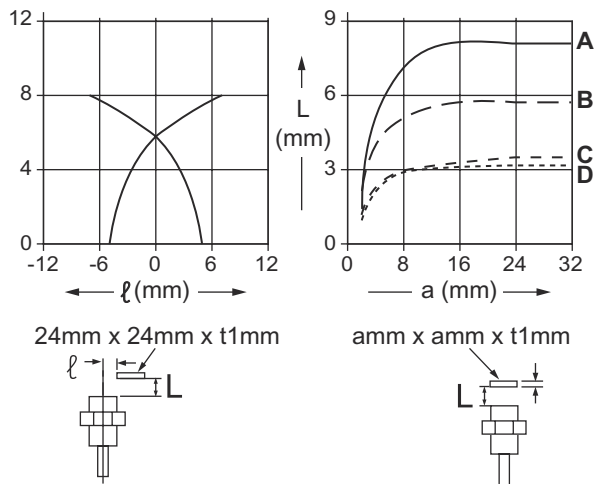 12
8
4
0
-12
-6
0
6
12
ℓ (mm)
L
(mm)
9
6
3
0
0
8
16
24
32
a (mm)
A
B
C
D
24mm x 24mm x t1mm
ℓ
L
amm x amm x t1mm
L